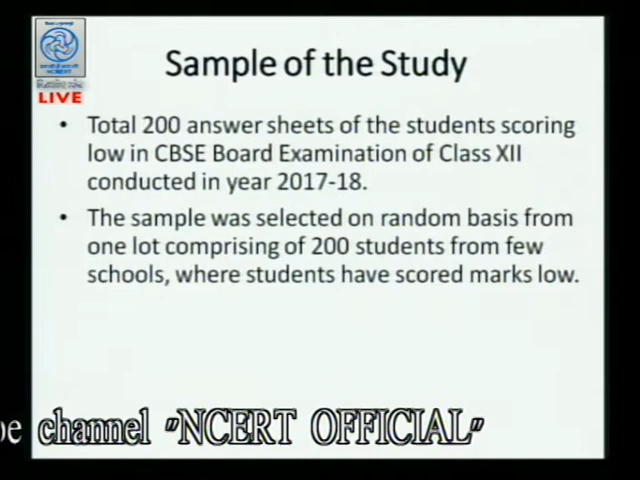 NCERT
LIVE
Sample of the Study
• Total 200 answer sheets of the students scoring
low in CBSE Board Examination of Class XII
conducted in year 2017-18.
• The sample was selected on random basis from
one lot comprising of 200 students from few
schools, where students have scored marks low.
channel "NCERT OFFICIAL"